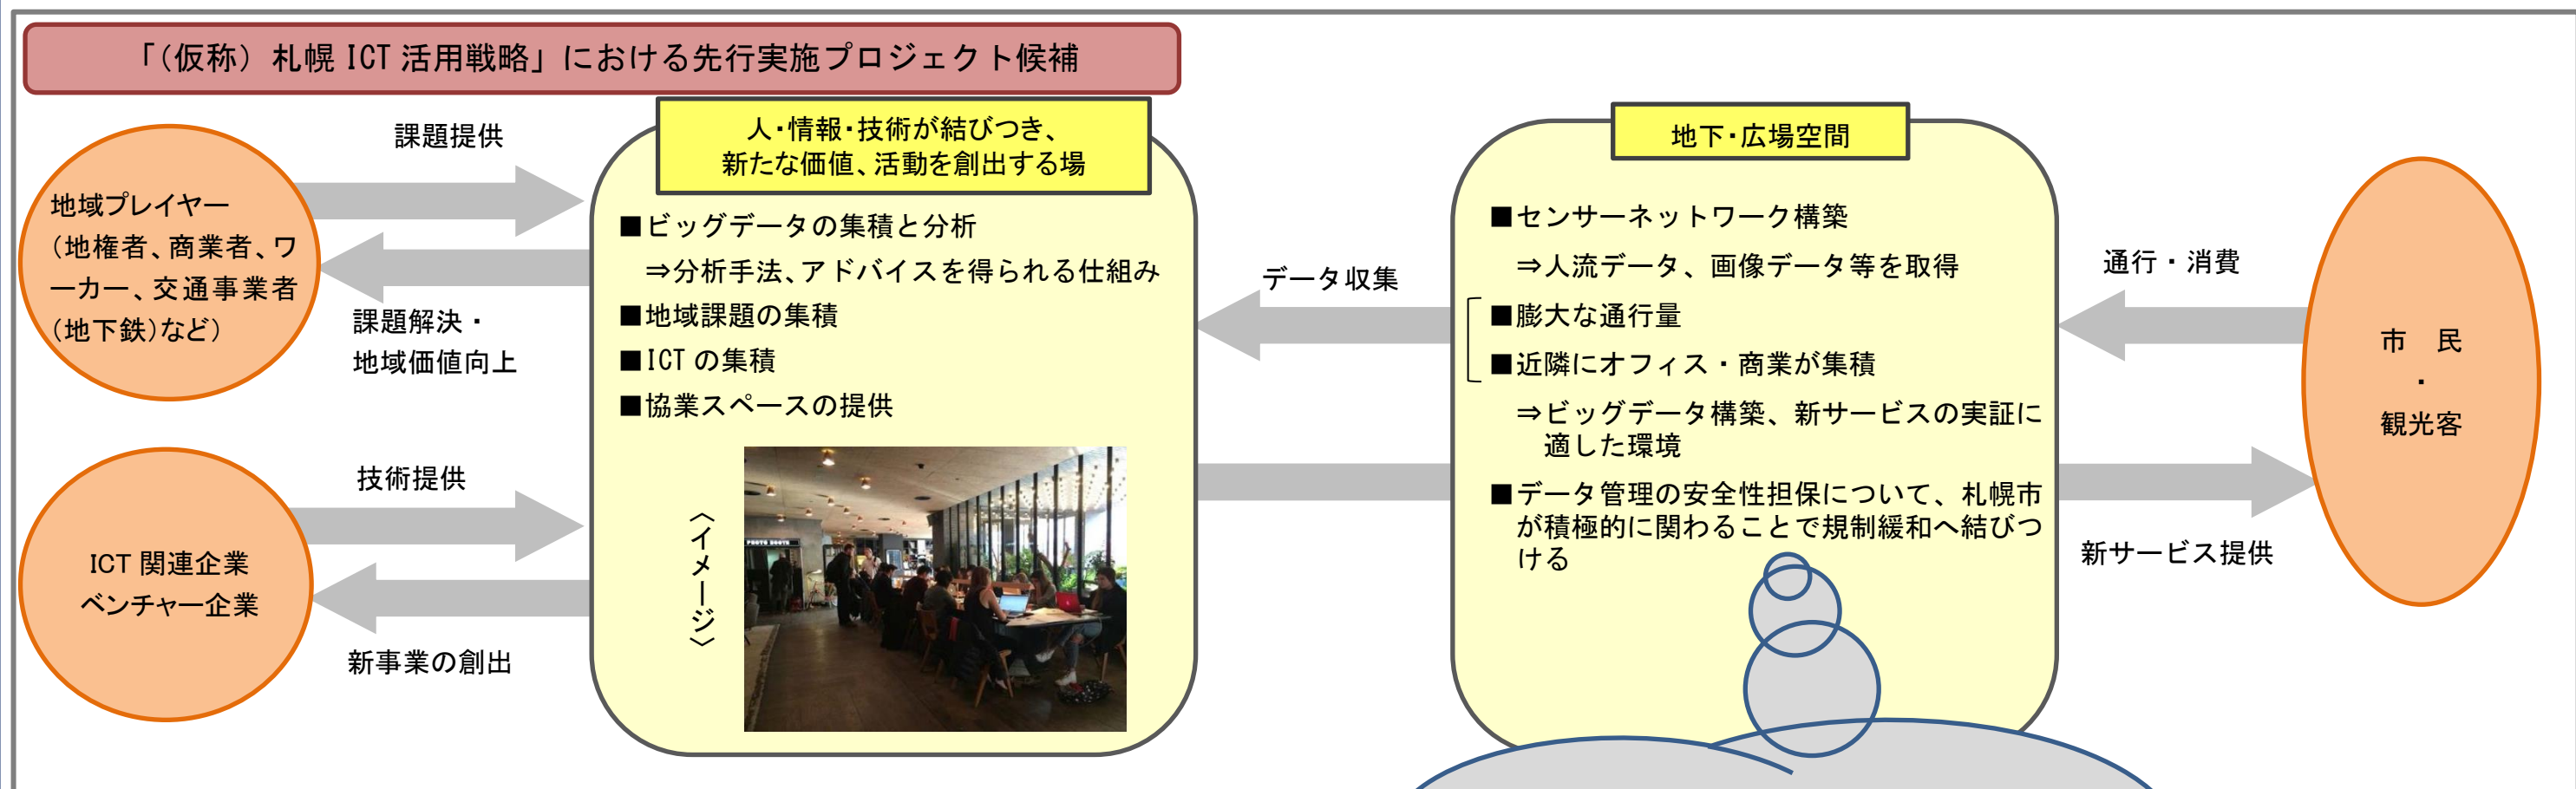 「（仮称）札幌 ICT 活用戦略」における先行実施プロジェクト候補
課題提供
地域プレイヤー
（地権者、商業者、ワ
ーカー、交通事業者
（地下鉄）など）
課題解決・
地域価値向上
技術提供
ICT 関連企業
ベンチャー企業
新事業の創出
人・情報・技術が結びつき、
新たな価値、活動を創出する場
■ビッグデータの集積と分析
⇒分析手法、アドバイスを得られる仕組み
■地域課題の集積
■ICT の集積
■協業スペースの提供
〈イメージ〉
PHOTO BOOTH
データ収集
地下・広場空間
■センサーネットワーク構築
⇒人流データ、画像データ等を取得
■膨大な通行量
■近隣にオフィス・商業が集積
⇒ビッグデータ構築、新サービスの実証に
適した環境
■データ管理の安全性担保について、札幌市
が積極的に関わることで規制緩和へ結びつ
ける
通行・消費
新サービス提供
市　民
・
観光客